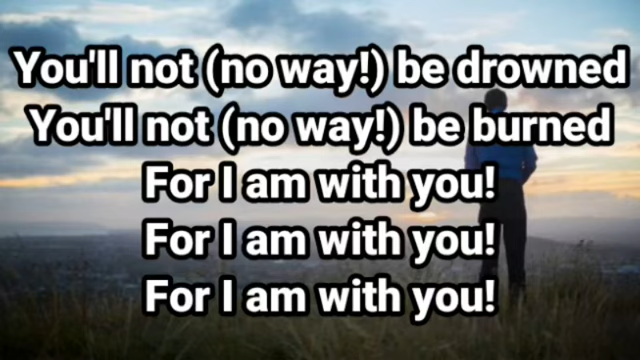 You'll not (no way!) be drowned
You'll not (no way!) be burned
For I am with you!
For I am with you!
For I am with you!